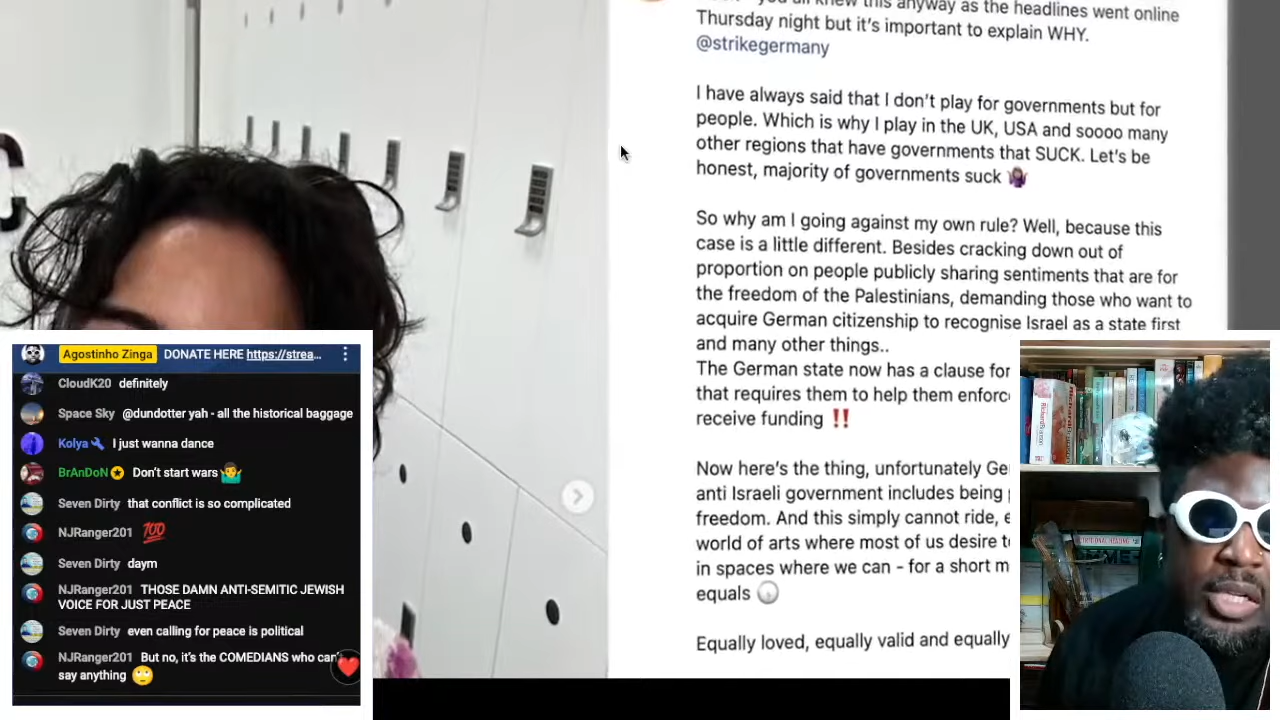 you all knew this anyway as the headlines went online
Thursday night but it's important to explain WHY.
@strikegermany
I have always said that I don't play for governments but for
people. Which is why I play in the UK, USA and soooo many
other regions that have governments that SUCK. Let's be
honest, majority of governments suck 🤷🏾‍♀️
So why am I going against my own rule? Well, because this
case is a little different. Besides cracking down out of
proportion on people publicly sharing sentiments that are for
the freedom of the Palestinians, demanding those who want to
acquire German citizenship to recognise Israel as a state first
and many other things..
The German state now has a clause for
that requires them to help them enforc
receive funding ‼️
Now here's the thing, unfortunately Ge
anti Israeli government includes being
freedom. And this simply cannot ride, e
world of arts where most of us desire t
in spaces where we can - for a short m
equals
Equally loved, equally valid and equally
Agostinho Zinga DONATE HERE https://strea...
CloudK20 definitely
Space Sky @dundotter yah - all the historical baggage
Kolya I just wanna dance
BrAnDoN Don't start wars 🤷‍♂️
Seven Dirty that conflict is so complicated
NJRanger201 💯
Seven Dirty daym
NJRanger201 THOSE DAMN ANTI-SEMITIC JEWISH
VOICE FOR JUST PEACE
Seven Dirty even calling for peace is political
NJRanger201 But no, it's the COMEDIANS who can't
say anything 🙄